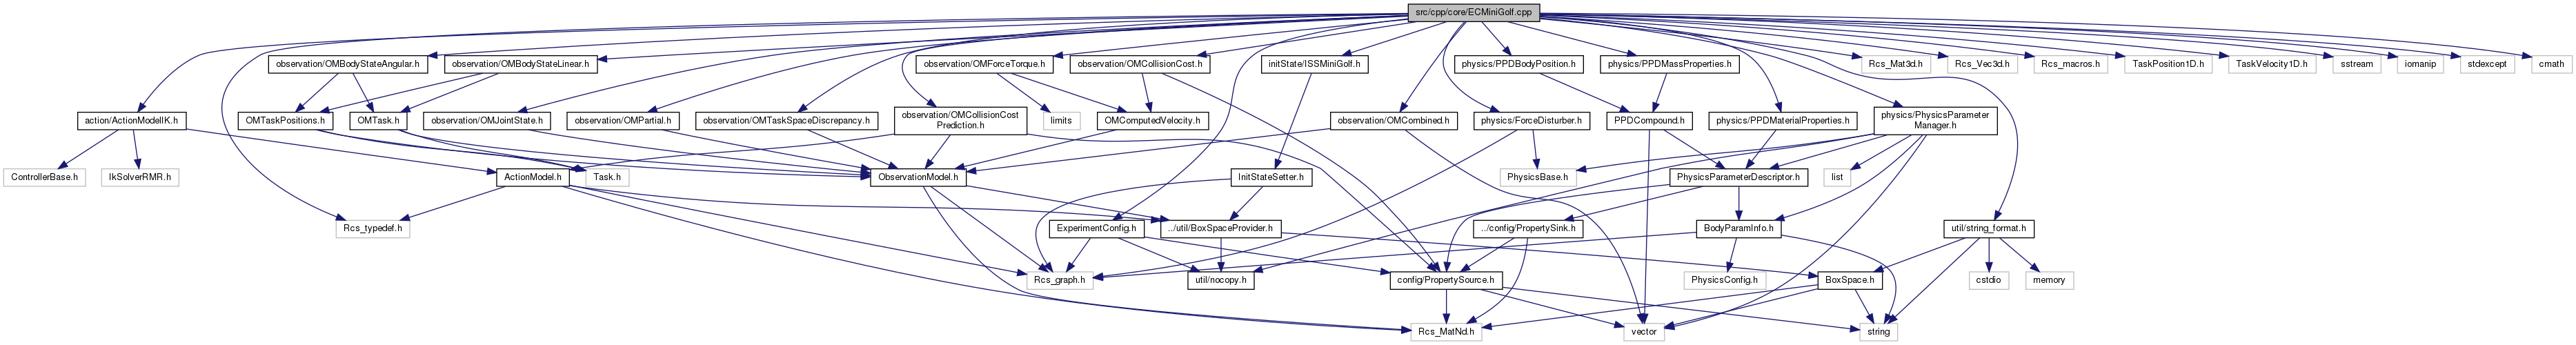 src/cpp/core/ECMiniGolf.cpp
observation/OMBodyStateAngular.h
observation/OMBodyStateLinear.h
observation/OMForceTorque.h
observation/OMCollisionCost.h
initState/ISSMiniGolf.h
physics/PPDBodyPosition.h
physics/PPDMassProperties.h
Rcs_Mat3d.h
Rcs_Vec3d.h
Rcs_macros.h
TaskPosition1D.h
TaskVelocity1D.h
sstream
iomanip
stdexcept
cmath
action/ActionModelIK.h
OMTaskPositions.h
OMTask.h
observation/OMJointState.h
observation/OMPartial.h
observation/OMTaskSpaceDiscrepancy.h
observation/OMCollisionCost
Prediction.h
limits
OMComputedVelocity.h
observation/OMCombined.h
physics/ForceDisturber.h
PPDCompound.h
physics/PPDMaterialProperties.h
physics/PhysicsParameter
Manager.h
ControllerBase.h
IkSolverRMR.h
ActionModel.h
Task.h
ObservationModel.h
InitStateSetter.h
PhysicsBase.h
PhysicsParameterDescriptor.h
list
Rcs_typedef.h
ExperimentConfig.h
../util/BoxSpaceProvider.h
../config/PropertySink.h
BodyParamInfo.h
util/string_format.h
Rcs_graph.h
util/nocopy.h
config/PropertySource.h
PhysicsConfig.h
BoxSpace.h
cstdio
memory
Rcs_MatNd.h
vector
string